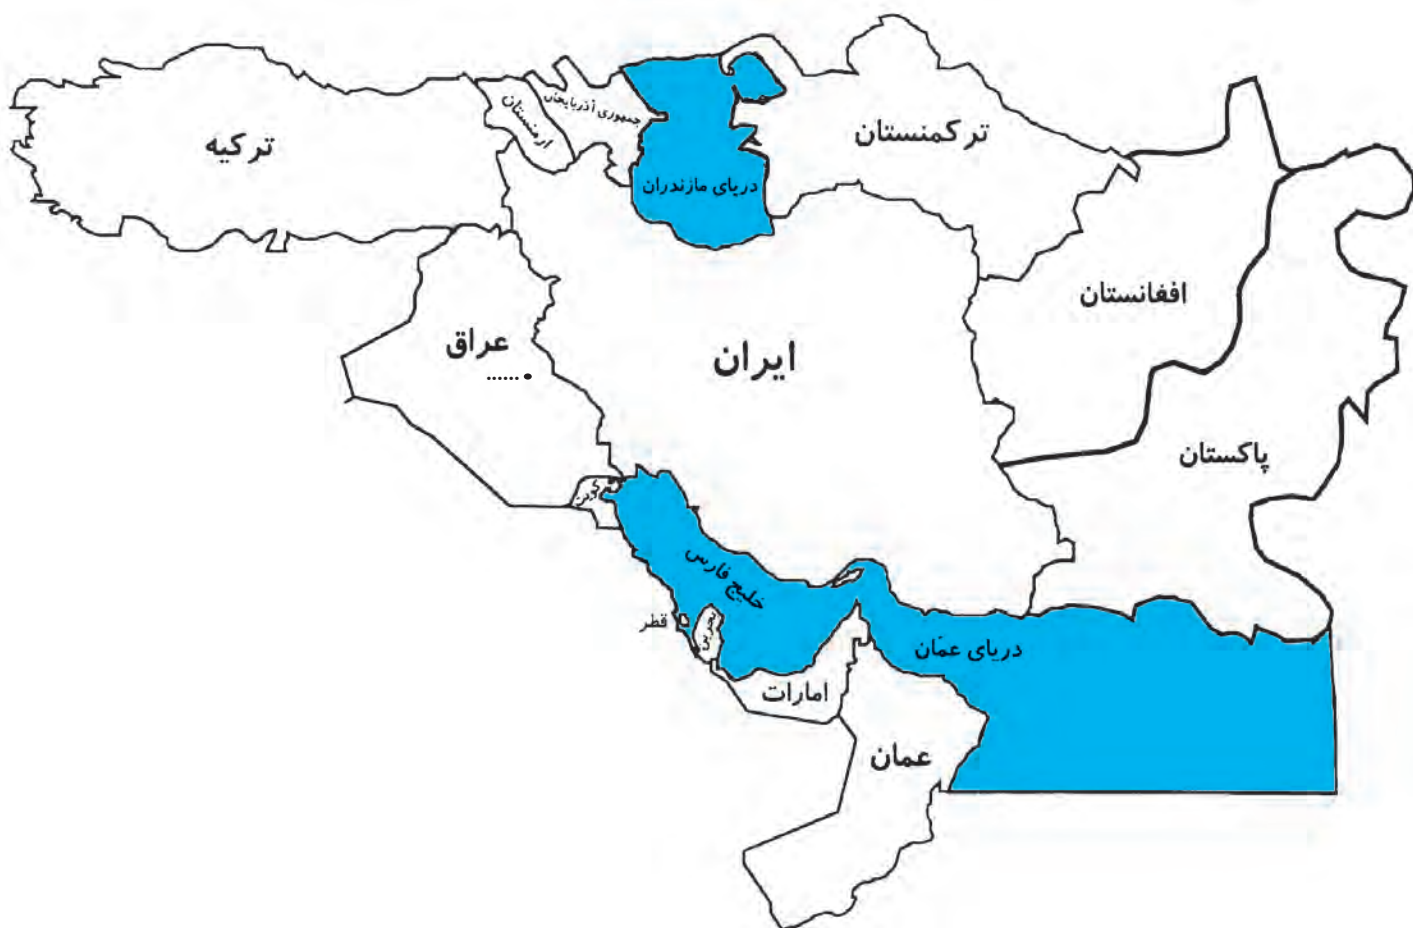 ترکیه
ارمنستان
جمهوری آذربایجان
دریای مازندران
ترکمنستان
افغانستان
ایران
عراق
......
پاکستان
کویت
خلیج فارس
قطر
بحرین
امارات
دریای عمّان
عمان